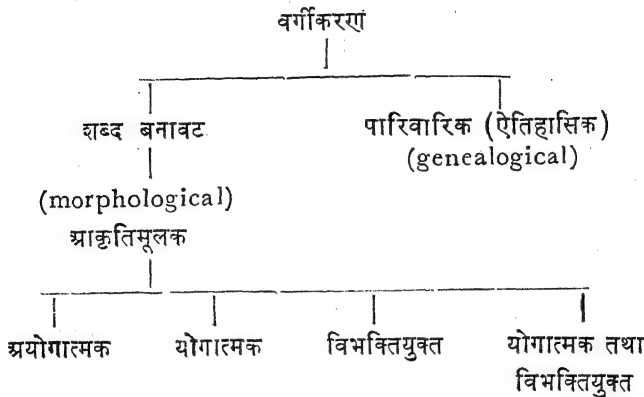 वर्गीकरण
शब्द बनावट पारिवारिक (ऐतिहासिक)
(genealogical)
(morphological)
आकृतिमूलक
अयोगात्मक योगात्मक विभक्तियुक्त योगात्मक तथा
विभक्तियुक्त